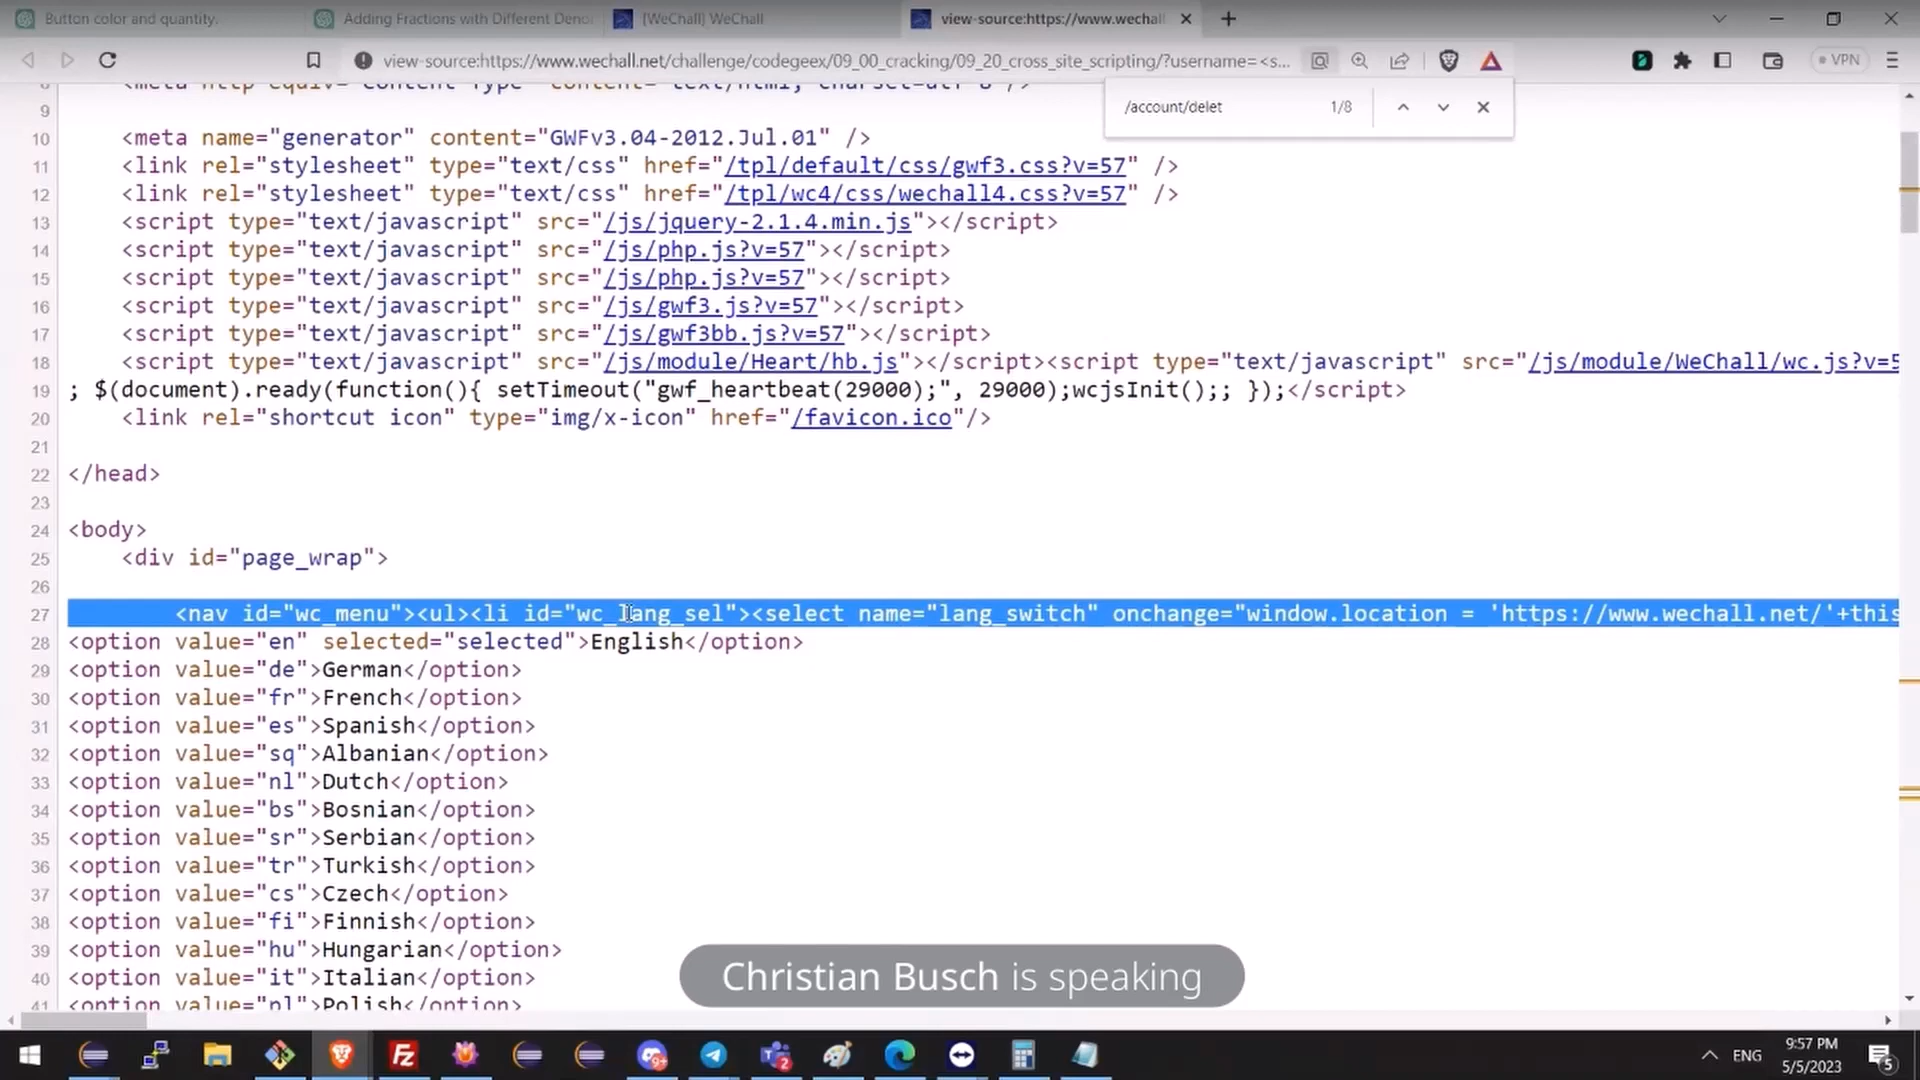 Button color and quantity.
Adding Fractions with Different Deno
[WeChall] WeChall
view-source:https://www.wechall
view-source:https://www.wechall.net/challenge/codegeex/09_00_cracking/09_20_cross_site_scripting/?username=<s...
VPN
/account/delet
1/8
9
10 <meta name="generator" content="GWFv3.04-2012.Jul.01" />
11 <link rel="stylesheet" type="text/css" href="/tpl/default/css/gwf3.css?v=57" />
12 <link rel="stylesheet" type="text/css" href="/tpl/wc4/css/wechall4.css?v=57" />
13 <script type="text/javascript" src="/js/jquery-2.1.4.min.js"></script>
14 <script type="text/javascript" src="/js/php.js?v=57"></script>
15 <script type="text/javascript" src="/js/php.js?v=57"></script>
16 <script type="text/javascript" src="/js/gwf3.js?v=57"></script>
17 <script type="text/javascript" src="/js/gwf3bb.js?v=57"></script>
18 <script type="text/javascript" src="/js/module/Heart/hb.js"></script><script type="text/javascript" src="/js/module/WeChall/wc.js?v=5
19 ; $(document).ready(function(){ setTimeout("gwf_heartbeat(29000);", 29000);wcjsInit();; });</script>
20 <link rel="shortcut icon" type="img/x-icon" href="/favicon.ico"/>
21
22 </head>
23
24 <body>
25 <div id="page_wrap">
26
27 <nav id="wc_menu"><ul><li id="wc_lang_sel"><select name="lang_switch" onchange="window.location = 'https://www.wechall.net/'+this
28 <option value="en" selected="selected">English</option>
29 <option value="de">German</option>
30 <option value="fr">French</option>
31 <option value="es">Spanish</option>
32 <option value="sq">Albanian</option>
33 <option value="nl">Dutch</option>
34 <option value="bs">Bosnian</option>
35 <option value="sr">Serbian</option>
36 <option value="tr">Turkish</option>
37 <option value="cs">Czech</option>
38 <option value="fi">Finnish</option>
39 <option value="hu">Hungarian</option>
40 <option value="it">Italian</option>
41 <option value="pl">Polish</option>
Christian Busch is speaking
ENG
9:57 PM
5/5/2023
5